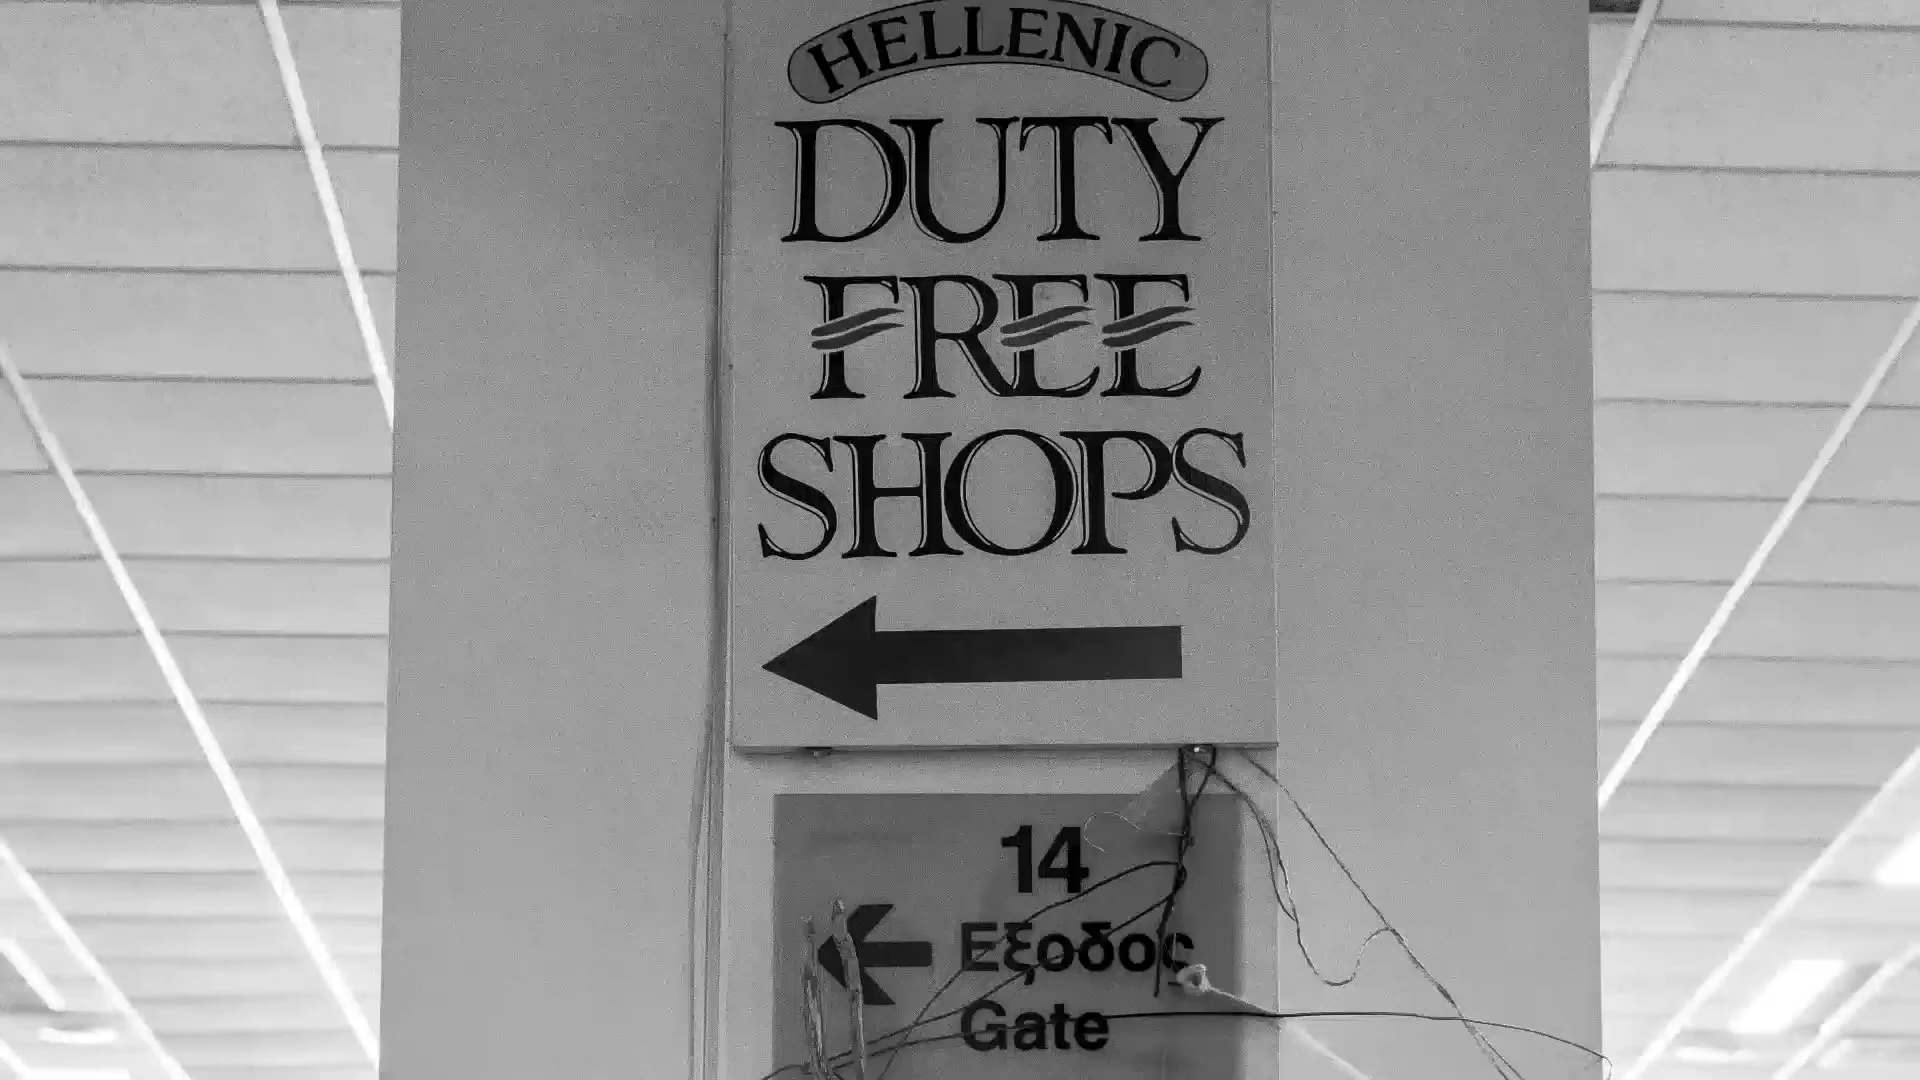 HELLENIC
DUTY
FREE
SHOPS
14
Εξοδος
Gate